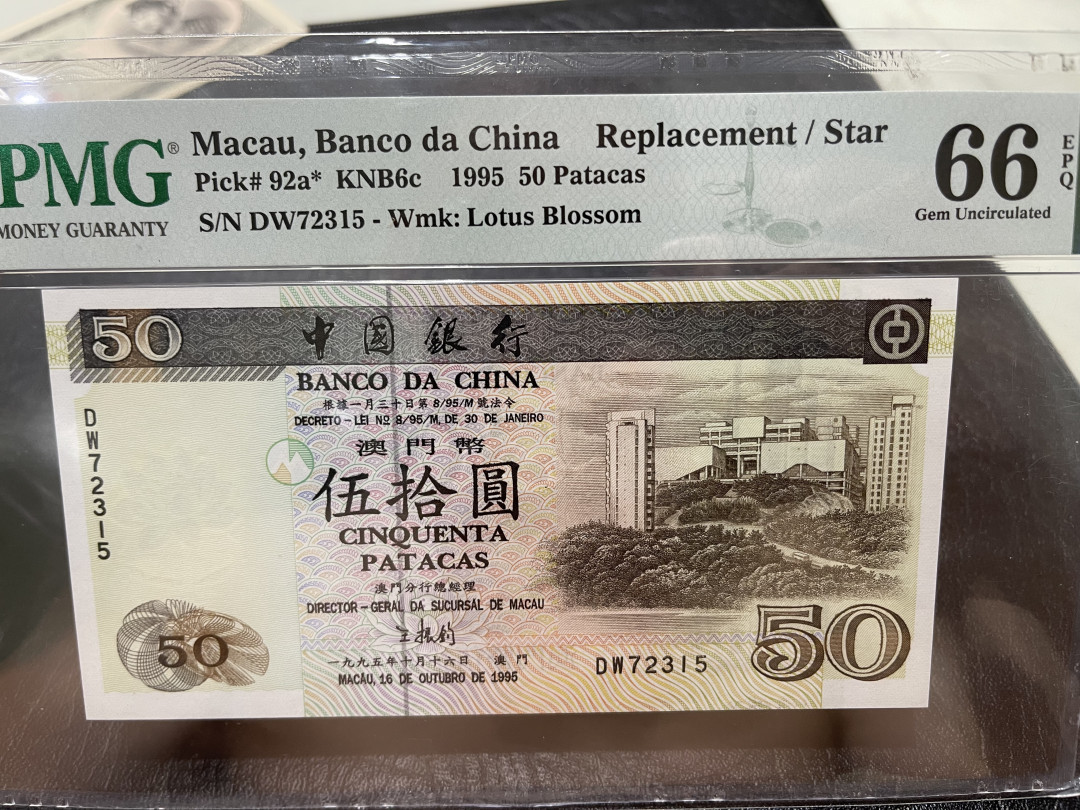 PMG®
MONEY GUARANTY
Macau, Banco da China Replacement / Star
Pick# 92a* KNB6c 1995 50 Patacas
S/N DW72315 - Wmk: Lotus Blossom
66 EPQ
Gem Uncirculated
50
中國銀行
BANCO DA CHINA
根據一月三十日第8/95/M號法令
DECRETO-LEI Nº 8/95/M, DE 30 DE JANEIRO
澳門幣
伍拾圓
CINQUENTA
PATACAS
澳門分行總經理
DIRECTOR-GERAL DA SUCURSAL DE MACAU
王振鈞
一九九五年十月十六日 澳門
MACAU, 16 DE OUTUBRO DE 1995
DW72315
50
DW72315
50